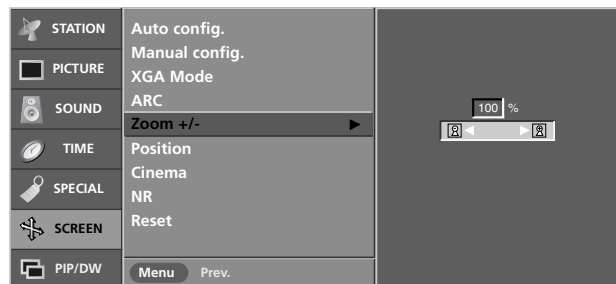 STATION
PICTURE
SOUND
TIME
SPECIAL
SCREEN
PIP/DW
Auto config.
Manual config.
XGA Mode
ARC
Zoom +/-
Position
Cinema
NR
Reset
Menu Prev.
100 %